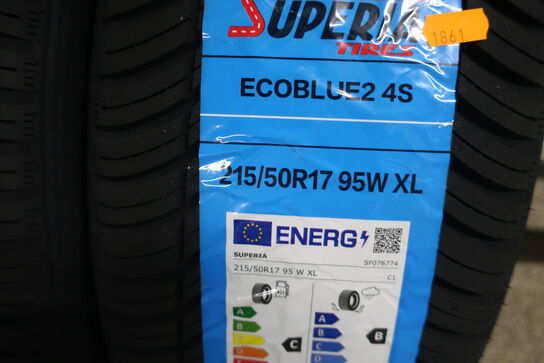 SUPERIA
TIRES
1861
ECOBLUE2 4S
215/50R17 95W XL
ENERG
SUPERIA
SF076774
215/50R17 95 W XL
C1
A
B
C
D
A
B
C
B